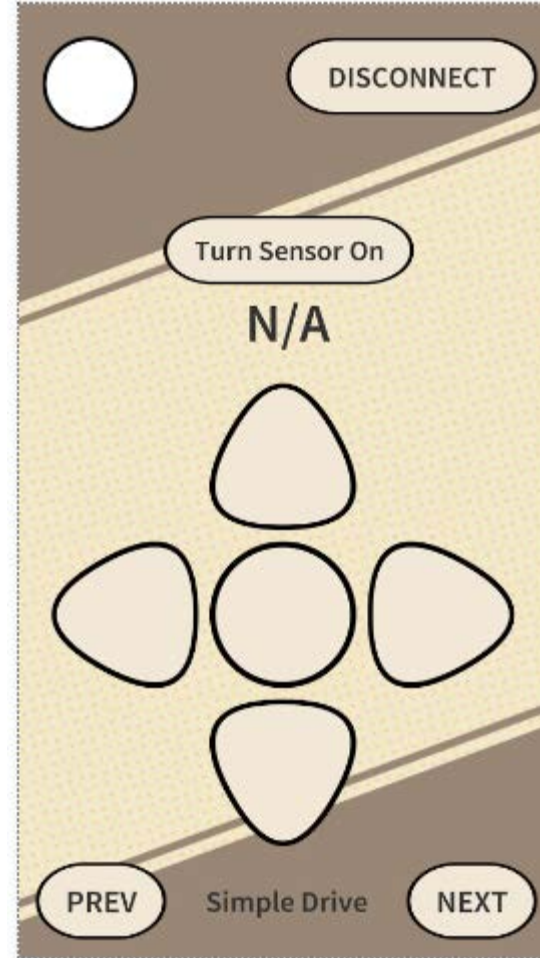 DISCONNECT
Turn Sensor On
N/A
PREV
Simple Drive
NEXT